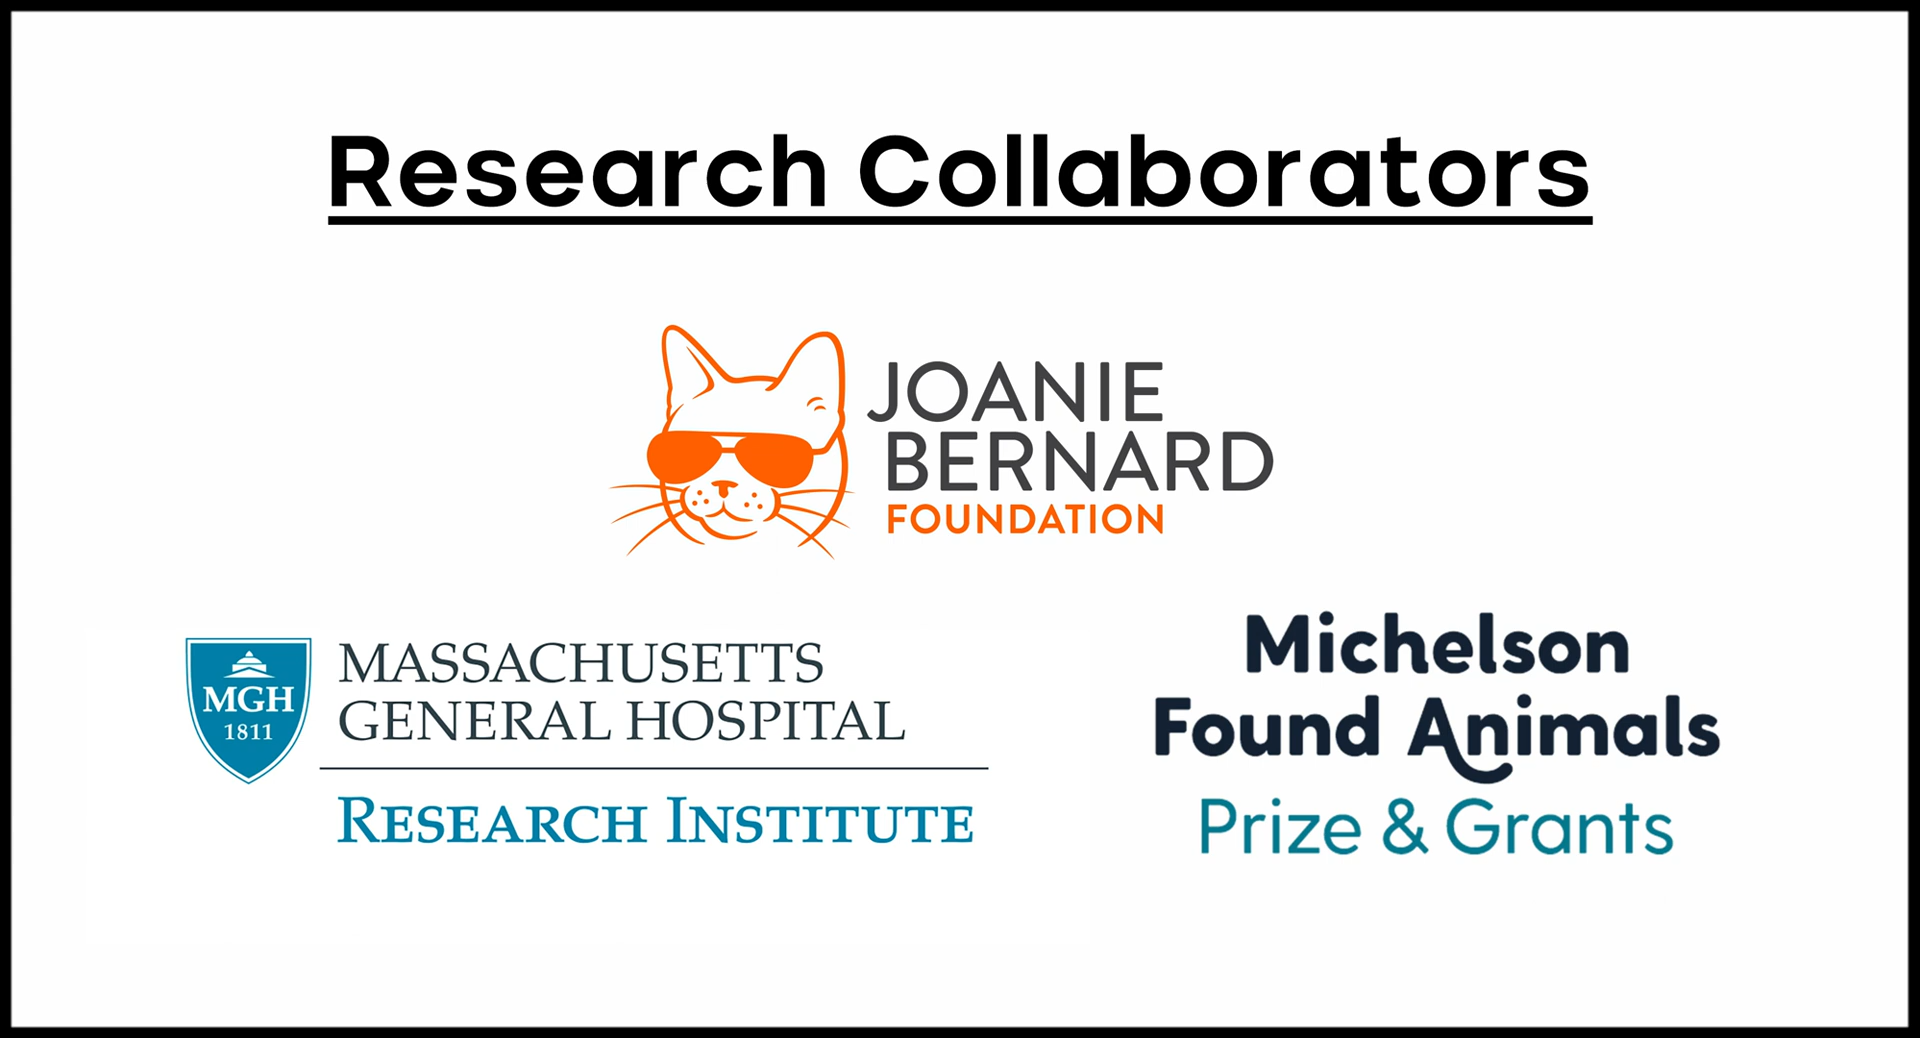 Research Collaborators
JOANIE
BERNARD
FOUNDATION
MGH
1811
MASSACHUSETTS
GENERAL HOSPITAL
RESEARCH INSTITUTE
Michelson
Found Animals
Prize & Grants